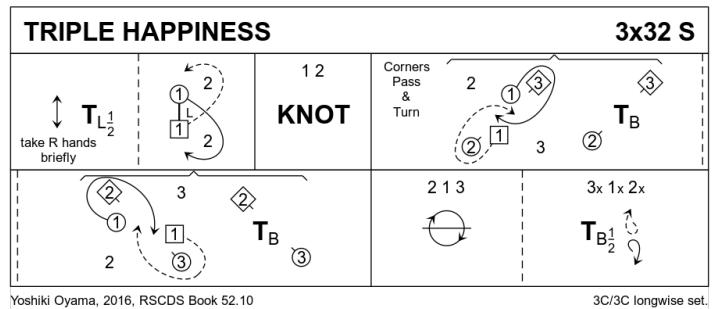 TRIPLE HAPPINESS 3x32 S
T L 1/2
take R hands
briefly
2
1
L
1
2
1 2
KNOT
Corners
Pass
&
Turn
2 1 3 3
T B
2 1 3 2
2 3 2
1 1 T B
2 3 3
2 1 3
3x 1x 2x
T B 1/2
Yoshiki Oyama, 2016, RSCDS Book 52.10 3C/3C longwise set.